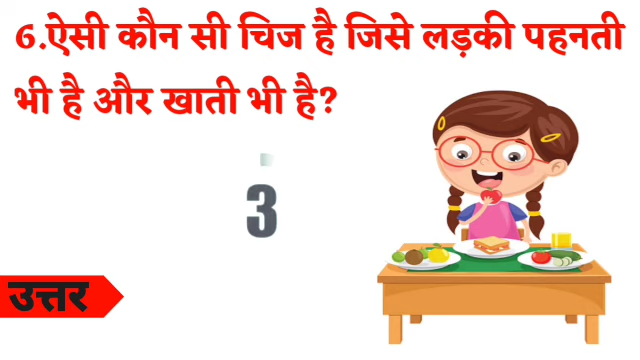 6.ऐसी कौन सी चिज है जिसे लड़की पहनती
भी है और खाती भी है?
3
उत्तर